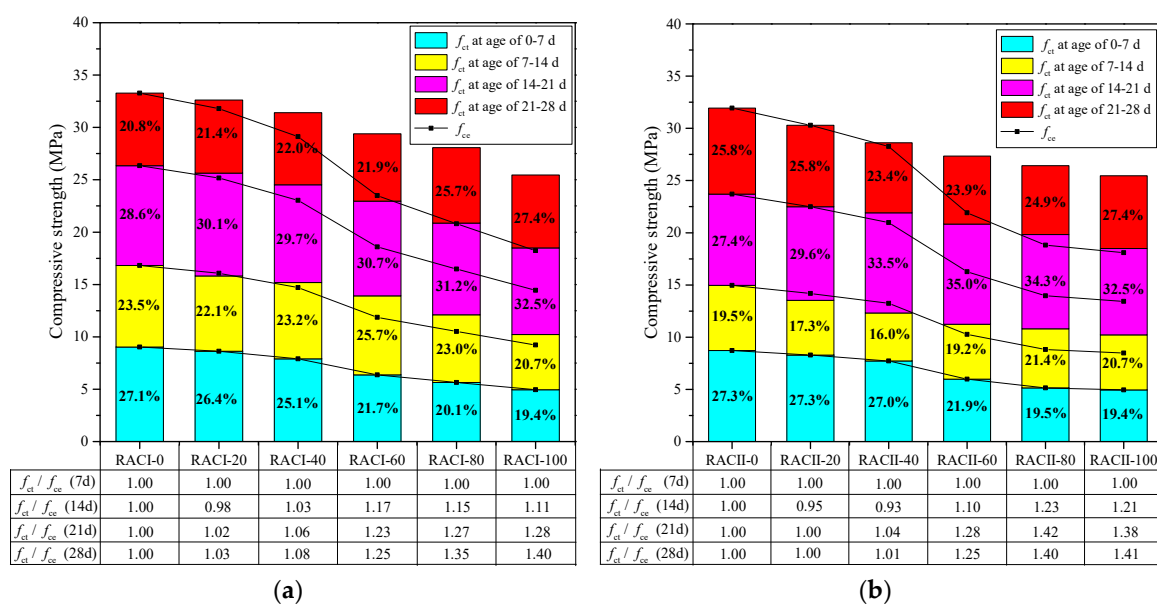 40
35
30
25
20
15
10
5
0
Compressive strength (MPa)
fct at age of 0-7 d
fct at age of 7-14 d
fct at age of 14-21 d
fct at age of 21-28 d
fce
20.8% 21.4% 22.0% 21.9% 25.7% 27.4%
28.6% 30.1% 29.7% 30.7% 31.2% 32.5%
23.5% 22.1% 23.2% 25.7% 23.0% 20.7%
27.1% 26.4% 25.1% 21.7% 20.1% 19.4%
RACI-0 RACI-20 RACI-40 RACI-60 RACI-80 RACI-100
fct / fce (7d) 1.00 1.00 1.00 1.00 1.00 1.00
fct / fce (14d) 1.00 0.98 1.03 1.17 1.15 1.11
fct / fce (21d) 1.00 1.02 1.06 1.23 1.27 1.28
fct / fce (28d) 1.00 1.03 1.08 1.25 1.35 1.40
(a)
40
35
30
25
20
15
10
5
0
Compressive strength (MPa)
fct at age of 0-7 d
fct at age of 7-14 d
fct at age of 14-21 d
fct at age of 21-28 d
fce
25.8% 25.8% 23.4% 23.9% 24.9% 27.4%
27.4% 29.6% 33.5% 35.0% 34.3% 32.5%
19.5% 17.3% 16.0% 19.2% 21.4% 20.7%
27.3% 27.3% 27.0% 21.9% 19.5% 19.4%
RACII-0 RACII-20 RACII-40 RACII-60 RACII-80 RACII-100
fct / fce (7d) 1.00 1.00 1.00 1.00 1.00 1.00
fct / fce (14d) 1.00 0.95 0.93 1.10 1.23 1.21
fct / fce (21d) 1.00 1.00 1.04 1.28 1.42 1.38
fct / fce (28d) 1.00 1.00 1.01 1.25 1.40 1.41
(b)